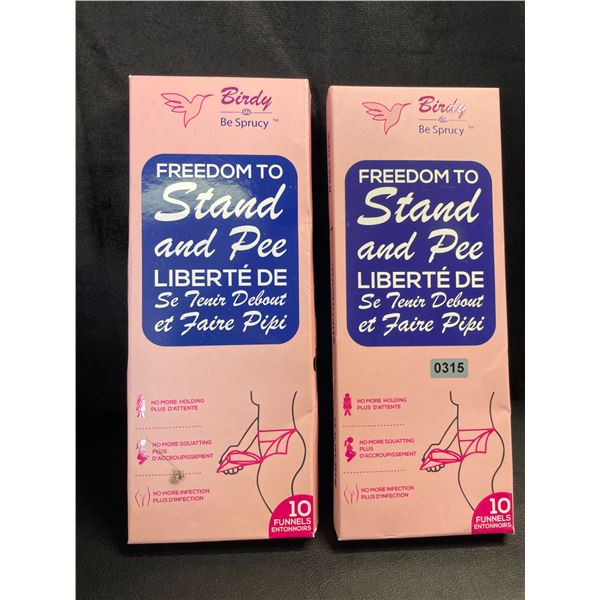 Birdy
Be Sprucy ™
FREEDOM TO
Stand
and Pee
LIBERTÉ DE
Se Tenir Debout
et Faire Pipi
NO MORE HOLDING
PLUS D'ATTENTE
NO MORE SQUATTING
PLUS
D'ACCROUPISSEMENT
NO MORE INFECTION
PLUS D'INFECTION
10
FUNNELS
ENTONNOIRS
Birdy
Be Sprucy ™
FREEDOM TO
Stand
and Pee
LIBERTÉ DE
Se Tenir Debout
et Faire Pipi
0315
NO MORE HOLDING
PLUS D'ATTENTE
NO MORE SQUATTING
PLUS
D'ACCROUPISSEMENT
NO MORE INFECTION
PLUS D'INFECTION
10
FUNNELS
ENTONNOIRS